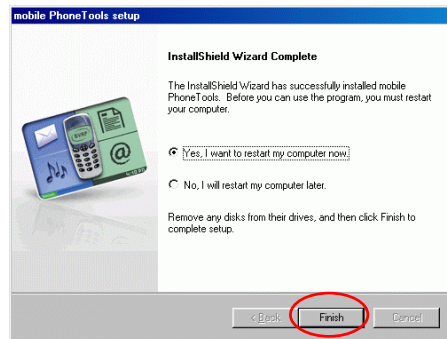 mobile PhoneTools setup
InstallShield Wizard Complete
The InstallShield Wizard has successfully installed mobile
PhoneTools. Before you can use the program, you must restart
your computer.
Yes, I want to restart my computer now.
No, I will restart my computer later.
Remove any disks from their drives, and then click Finish to
complete setup.
@
< Back
Finish
Cancel